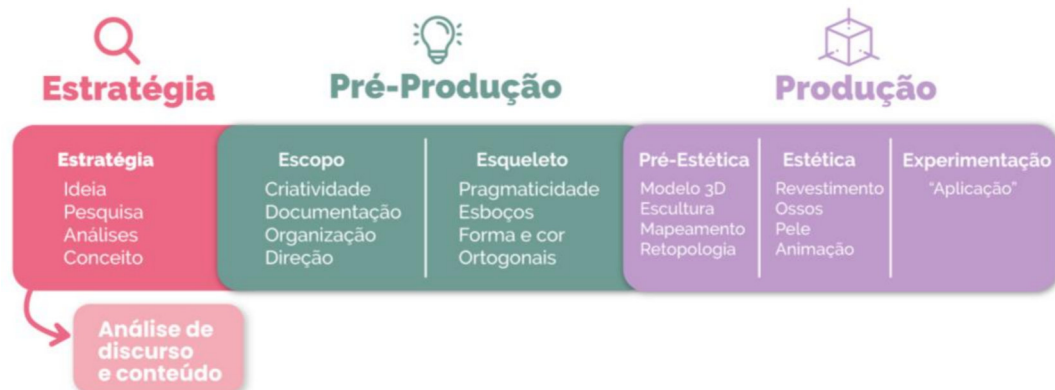 Estratégia
Pré-Produção
Produção
Estratégia
Ideia
Pesquisa
Análises
Conceito
Escopo
Criatividade
Documentação
Organização
Direção
Esqueleto
Pragmaticidade
Esboços
Forma e cor
Ortogonais
Pré-Estética
Modelo 3D
Escultura
Mapeamento
Retopologia
Estética
Revestimento
Ossos
Pele
Animação
Experimentação
“Aplicação”
Análise de
discurso
e conteúdo